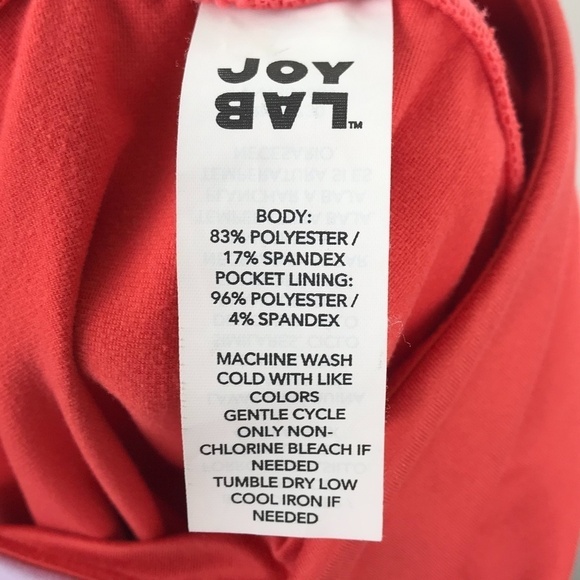 JOY
LAB™
BODY:
83% POLYESTER /
17% SPANDEX
POCKET LINING:
96% POLYESTER /
4% SPANDEX
MACHINE WASH
COLD WITH LIKE
COLORS
GENTLE CYCLE
ONLY NON-
CHLORINE BLEACH IF
NEEDED
TUMBLE DRY LOW
COOL IRON IF
NEEDED